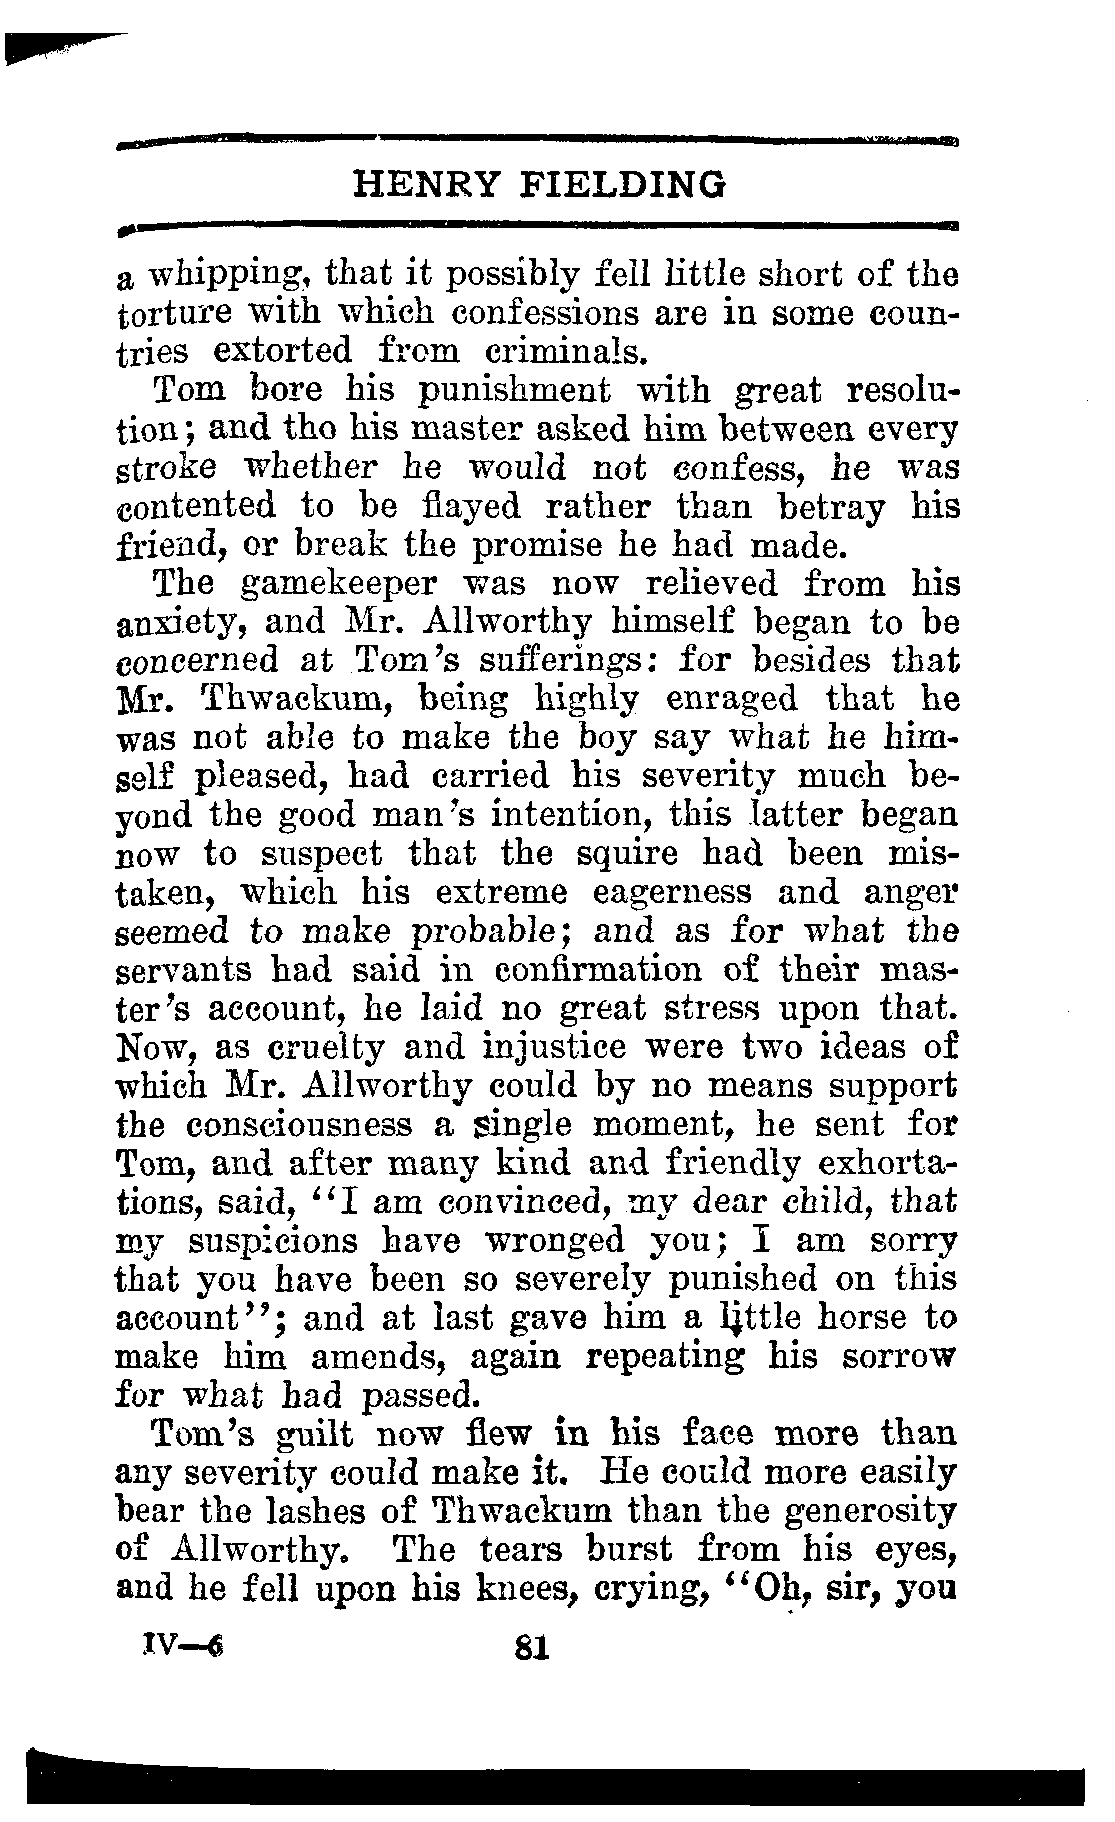 HENRY FIELDING
a whipping, that it possibly fell little short of the
torture with which confessions are in some coun-
tries extorted from criminals.
Tom bore his punishment with great resolu-
tion; and tho his master asked him between every
stroke whether he would not confess, he was
contented to be flayed rather than betray his
friend, or break the promise he had made.
The gamekeeper was now relieved from his
anxiety, and Mr. Allworthy himself began to be
concerned at Tom's sufferings: for besides that
Mr. Thwackum, being highly enraged that he
was not able to make the boy say what he him-
self pleased, had carried his severity much be-
yond the good man's intention, this latter began
now to suspect that the squire had been mis-
taken, which his extreme eagerness and anger
seemed to make probable; and as for what the
servants had said in confirmation of their mas-
ter's account, he laid no great stress upon that.
Now, as cruelty and injustice were two ideas of
which Mr. Allworthy could by no means support
the consciousness a single moment, he sent for
Tom, and after many kind and friendly exhorta-
tions, said, "I am convinced, my dear child, that
my suspicions have wronged you; I am sorry
that you have been so severely punished on this
account"; and at last gave him a little horse to
make him amends, again repeating his sorrow
for what had passed.
Tom's guilt now flew in his face more than
any severity could make it. He could more easily
bear the lashes of Thwackum than the generosity
of Allworthy. The tears burst from his eyes,
and he fell upon his knees, crying, "Oh, sir, you
IV—6 81